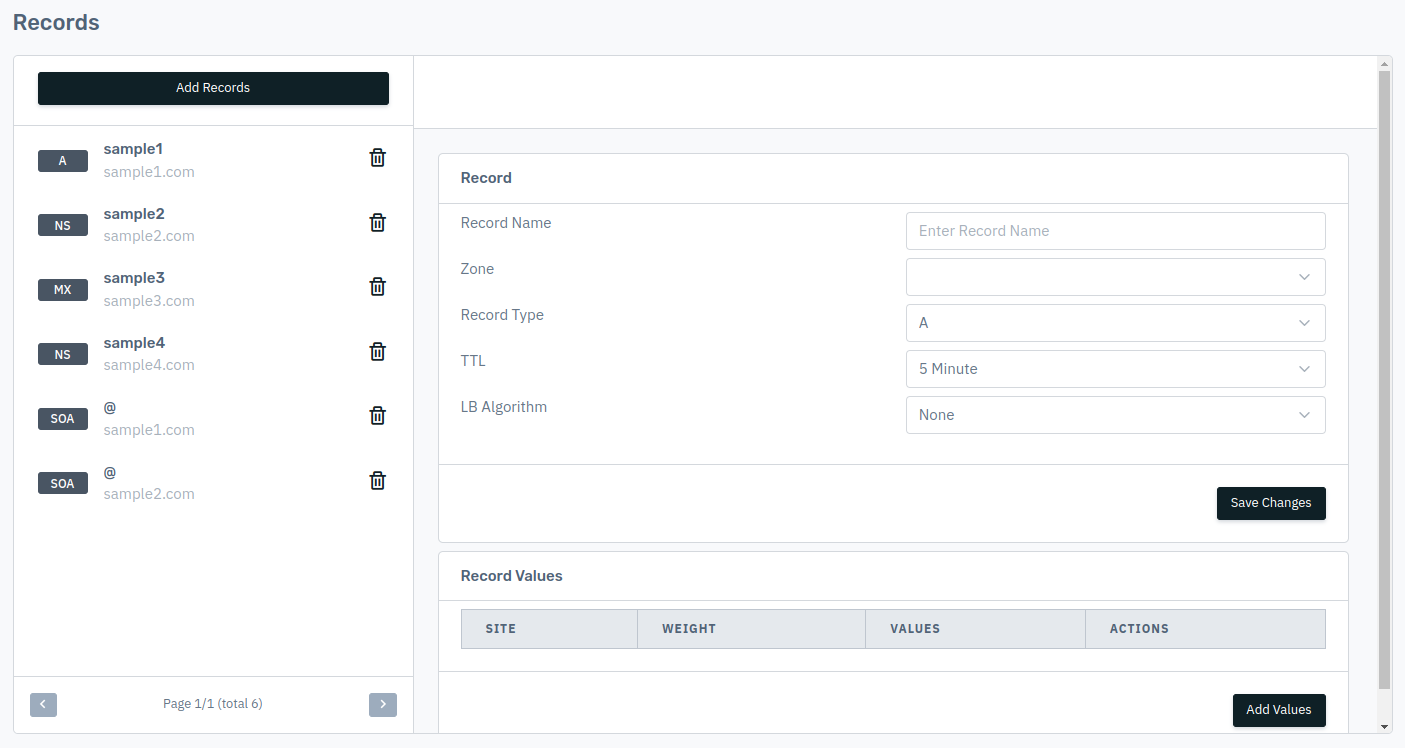 Records
Add Records
A
sample1
sample1.com
NS
sample2
sample2.com
MX
sample3
sample3.com
NS
sample4
sample4.com
SOA
@
sample1.com
SOA
@
sample2.com
Page 1/1 (total 6)
Record
Record Name
Enter Record Name
Zone
Record Type
A
TTL
5 Minute
LB Algorithm
None
Save Changes
Record Values
SITE WEIGHT VALUES ACTIONS
Add Values